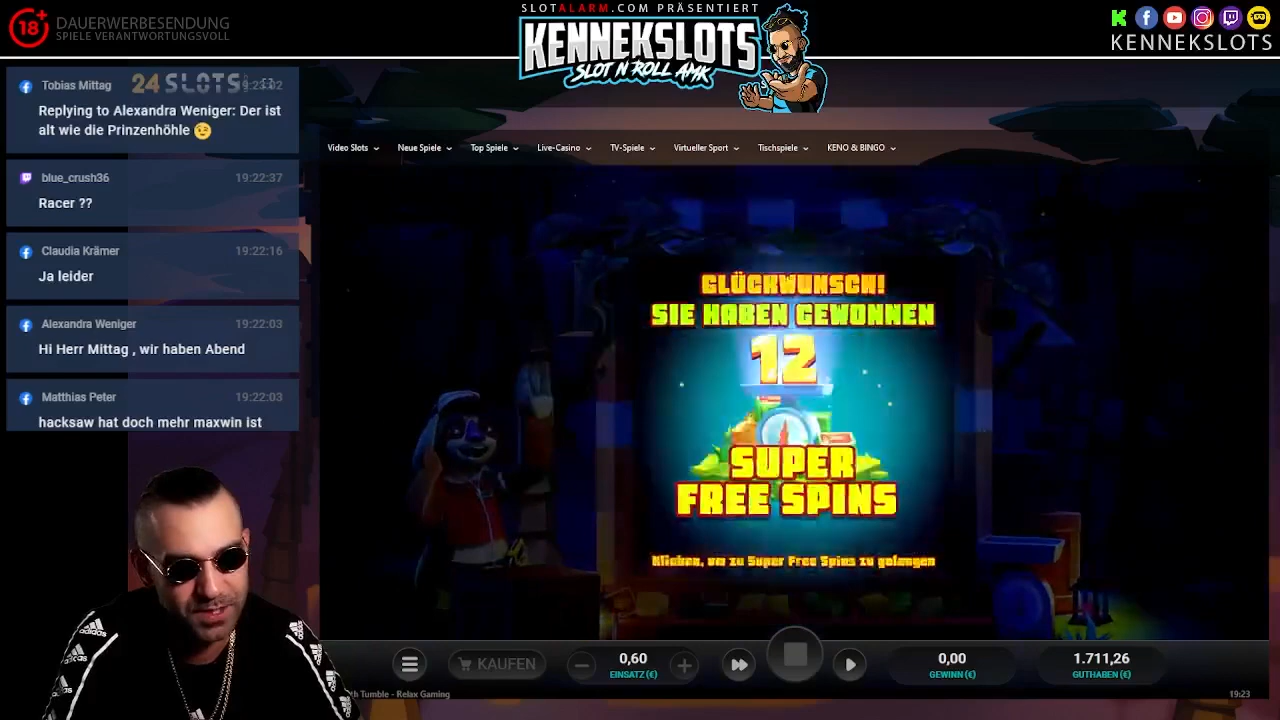 18+
DAUERWERBESENDUNG
SPIELE VERANTWORTUNGSVOLL
SLOTALARM.COM PRÄSENTIERT
KENNEKSLOTS
SLOT N ROLL AMK
KENNEKSLOTS
Tobias Mittag 24SLOTS
Replying to Alexandra Weniger: Der ist
alt wie die Prinzenhöhle 😉
blue_crush36 19:22:37
Racer ??
Claudia Krämer 19:22:16
Ja leider
Alexandra Weniger 19:22:03
Hi Herr Mittag , wir haben Abend
Matthias Peter 19:22:03
hacksaw hat doch mehr maxwin ist
Video Slots Neue Spiele Top Spiele Live-Casino TV-Spiele Virtueller Sport Tischspiele KENO & BINGO
GLÜCKWUNSCH!
SIE HABEN GEWONNEN
12
SUPER
FREE SPINS
Klicken, um zu Super Free Spins zu gelangen
KAUFEN
0,60
EINSATZ (€)
0,00
GEWINN (€)
1.711,26
GUTHABEN (€)
Tumble - Relax Gaming
19:23
adidas
adidas
adidas
adidas